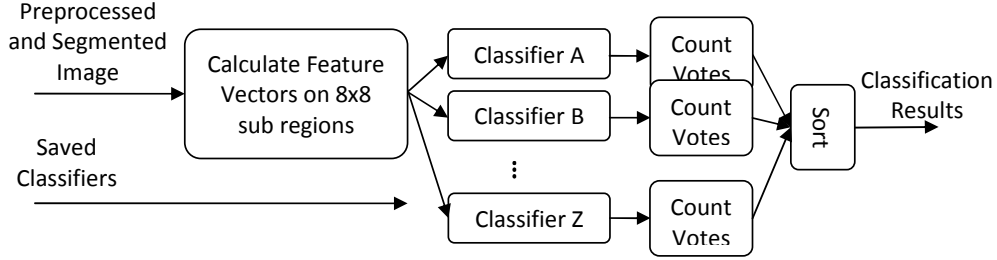 Preprocessed
and Segmented
Image
Calculate Feature
Vectors on 8x8
sub regions
Saved
Classifiers
Classifier A
Count
Votes
Classifier B
Count
Votes
...
Classifier Z
Count
Votes
Sort
Classification
Results